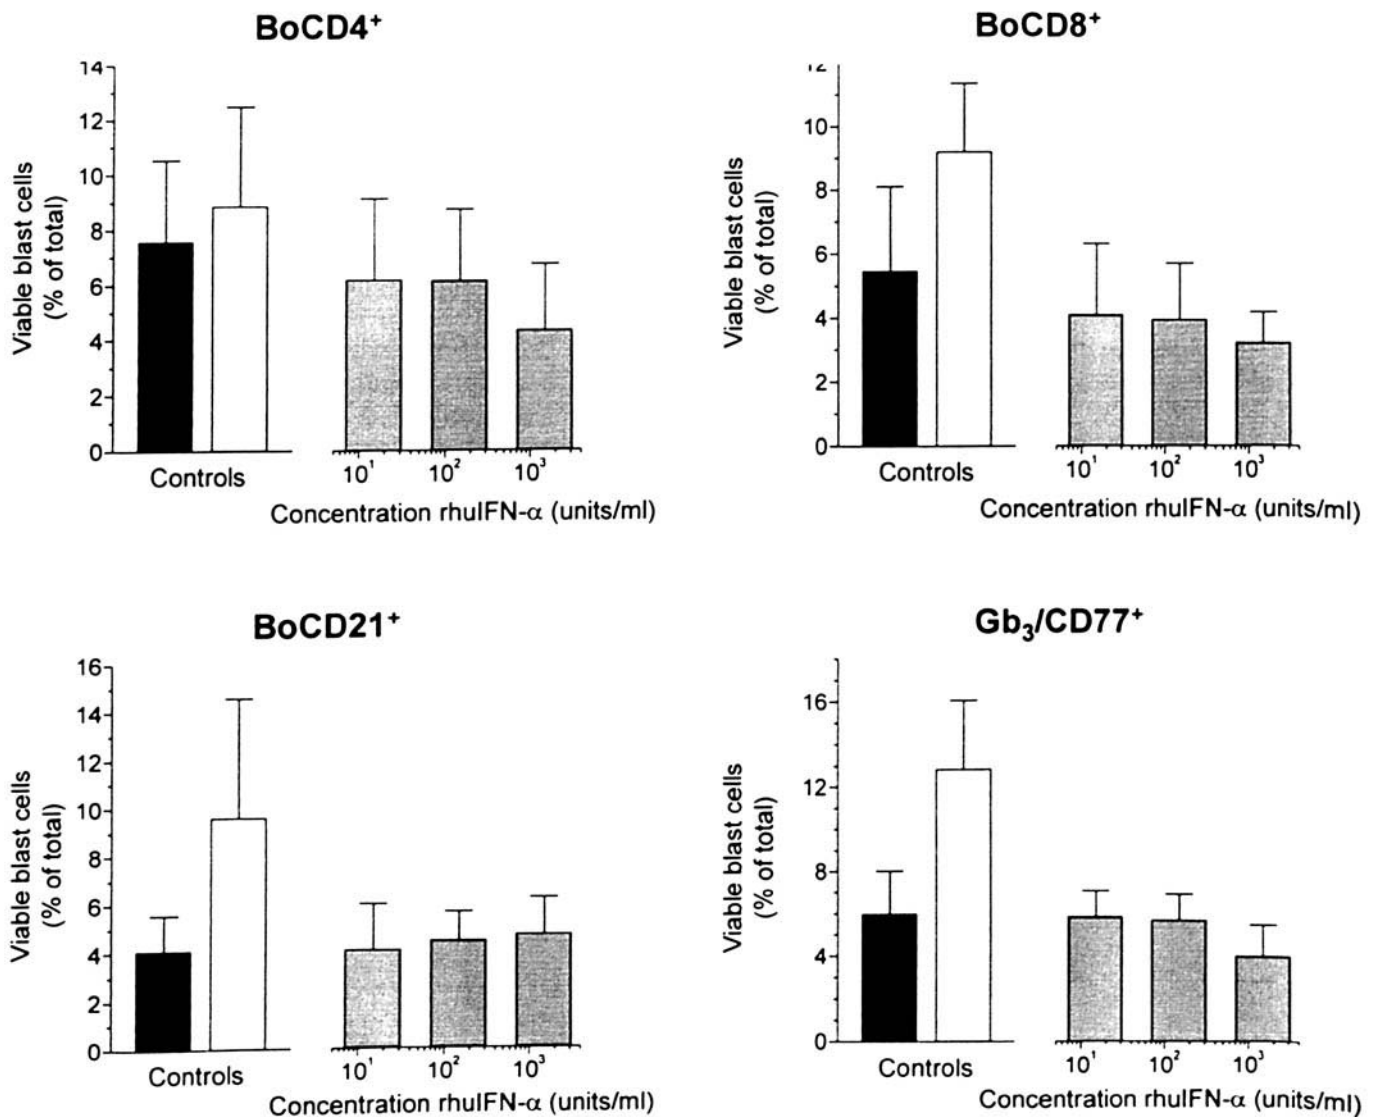 BoCD4⁺
Viable blast cells
(% of total)
14
12
10
8
6
4
2
0
Controls
10¹ 10² 10³
Concentration rhuIFN-α (units/ml)
BoCD8⁺
Viable blast cells
(% of total)
12
10
8
6
4
2
0
Controls
10¹ 10² 10³
Concentration rhuIFN-α (units/ml)
BoCD21⁺
Viable blast cells
(% of total)
16
14
12
10
8
6
4
2
0
Controls
10¹ 10² 10³
Concentration rhuIFN-α (units/ml)
Gb₃/CD77⁺
Viable blast cells
(% of total)
16
12
8
4
0
Controls
10¹ 10² 10³
Concentration rhuIFN-α (units/ml)